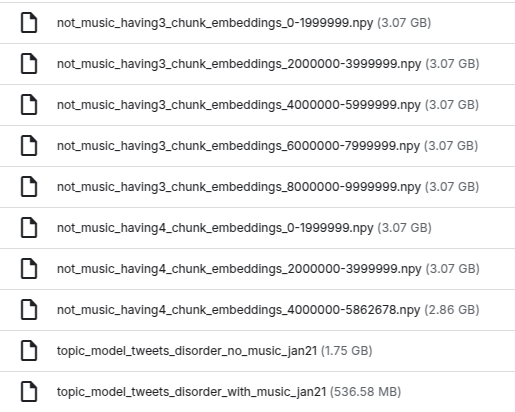 not_music_having3_chunk_embeddings_0-1999999.npy (3.07 GB)
not_music_having3_chunk_embeddings_2000000-3999999.npy (3.07 GB)
not_music_having3_chunk_embeddings_4000000-5999999.npy (3.07 GB)
not_music_having3_chunk_embeddings_6000000-7999999.npy (3.07 GB)
not_music_having3_chunk_embeddings_8000000-9999999.npy (3.07 GB)
not_music_having4_chunk_embeddings_0-1999999.npy (3.07 GB)
not_music_having4_chunk_embeddings_2000000-3999999.npy (3.07 GB)
not_music_having4_chunk_embeddings_4000000-5862678.npy (2.86 GB)
topic_model_tweets_disorder_no_music_jan21 (1.75 GB)
topic_model_tweets_disorder_with_music_jan21 (536.58 MB)